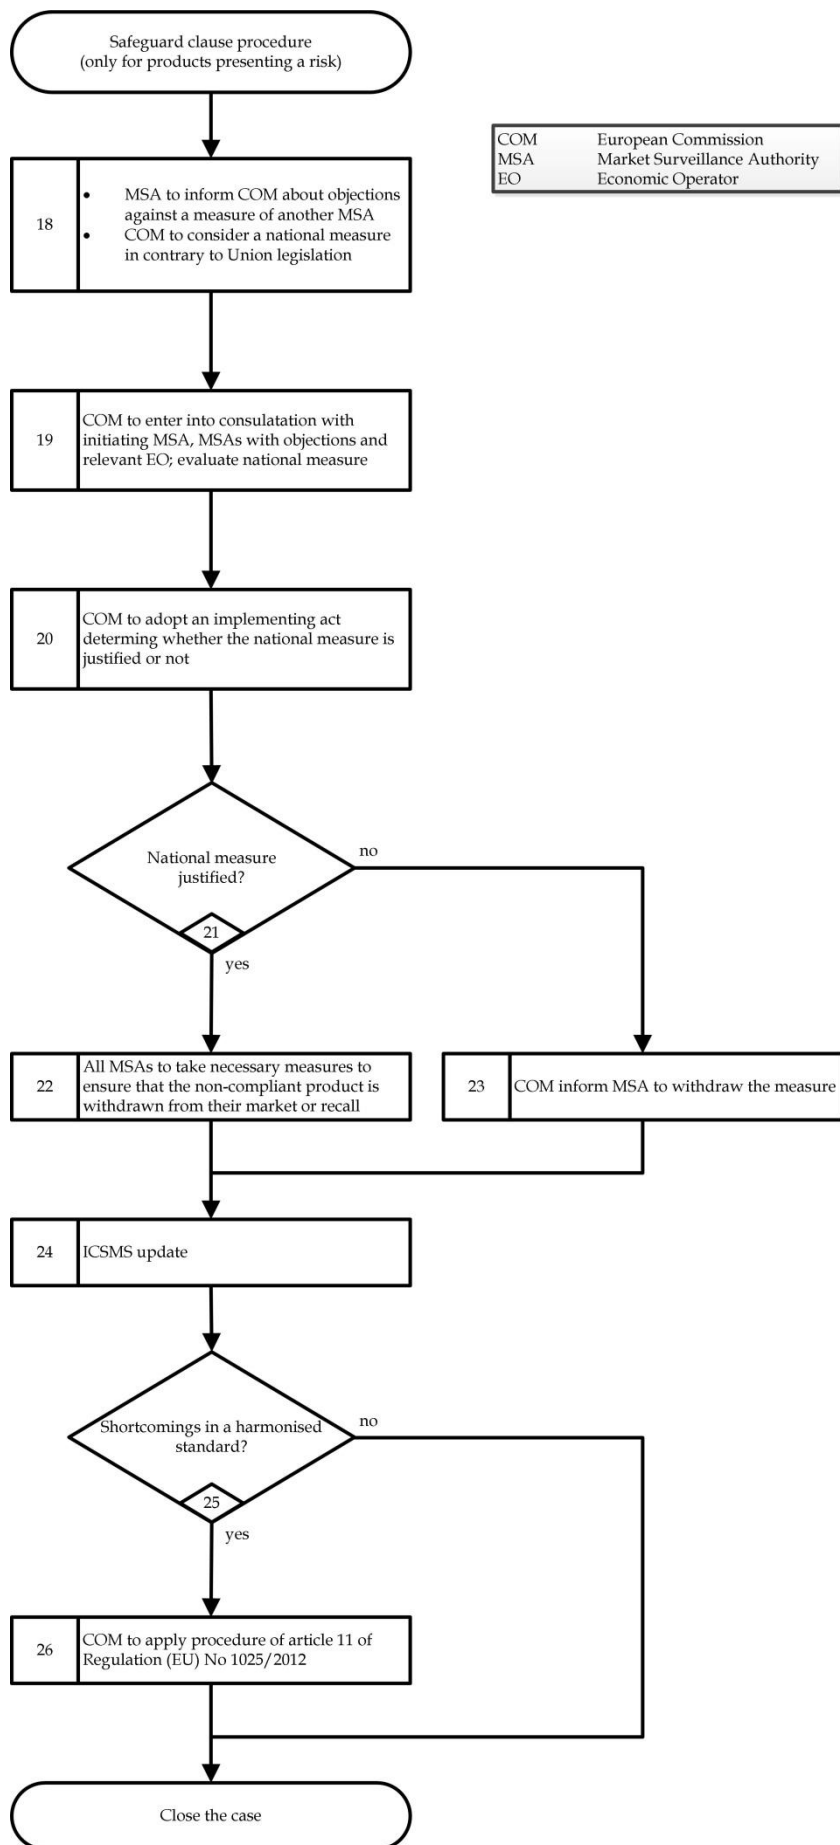 Safeguard clause procedure
(only for products presenting a risk)
COM European Commission
MSA Market Surveillance Authority
EO Economic Operator
18
• MSA to inform COM about objections
against a measure of another MSA
• COM to consider a national measure
in contrary to Union legislation
19
COM to enter into consulatation with
initiating MSA, MSAs with objections and
relevant EO; evaluate national measure
20
COM to adopt an implementing act
determing whether the national measure is
justified or not
National measure
justified?
no
21
yes
22
All MSAs to take necessary measures to
ensure that the non-compliant product is
withdrawn from their market or recall
23
COM inform MSA to withdraw the measure
24
ICSMS update
Shortcomings in a harmonised
standard?
no
25
yes
26
COM to apply procedure of article 11 of
Regulation (EU) No 1025/2012
Close the case